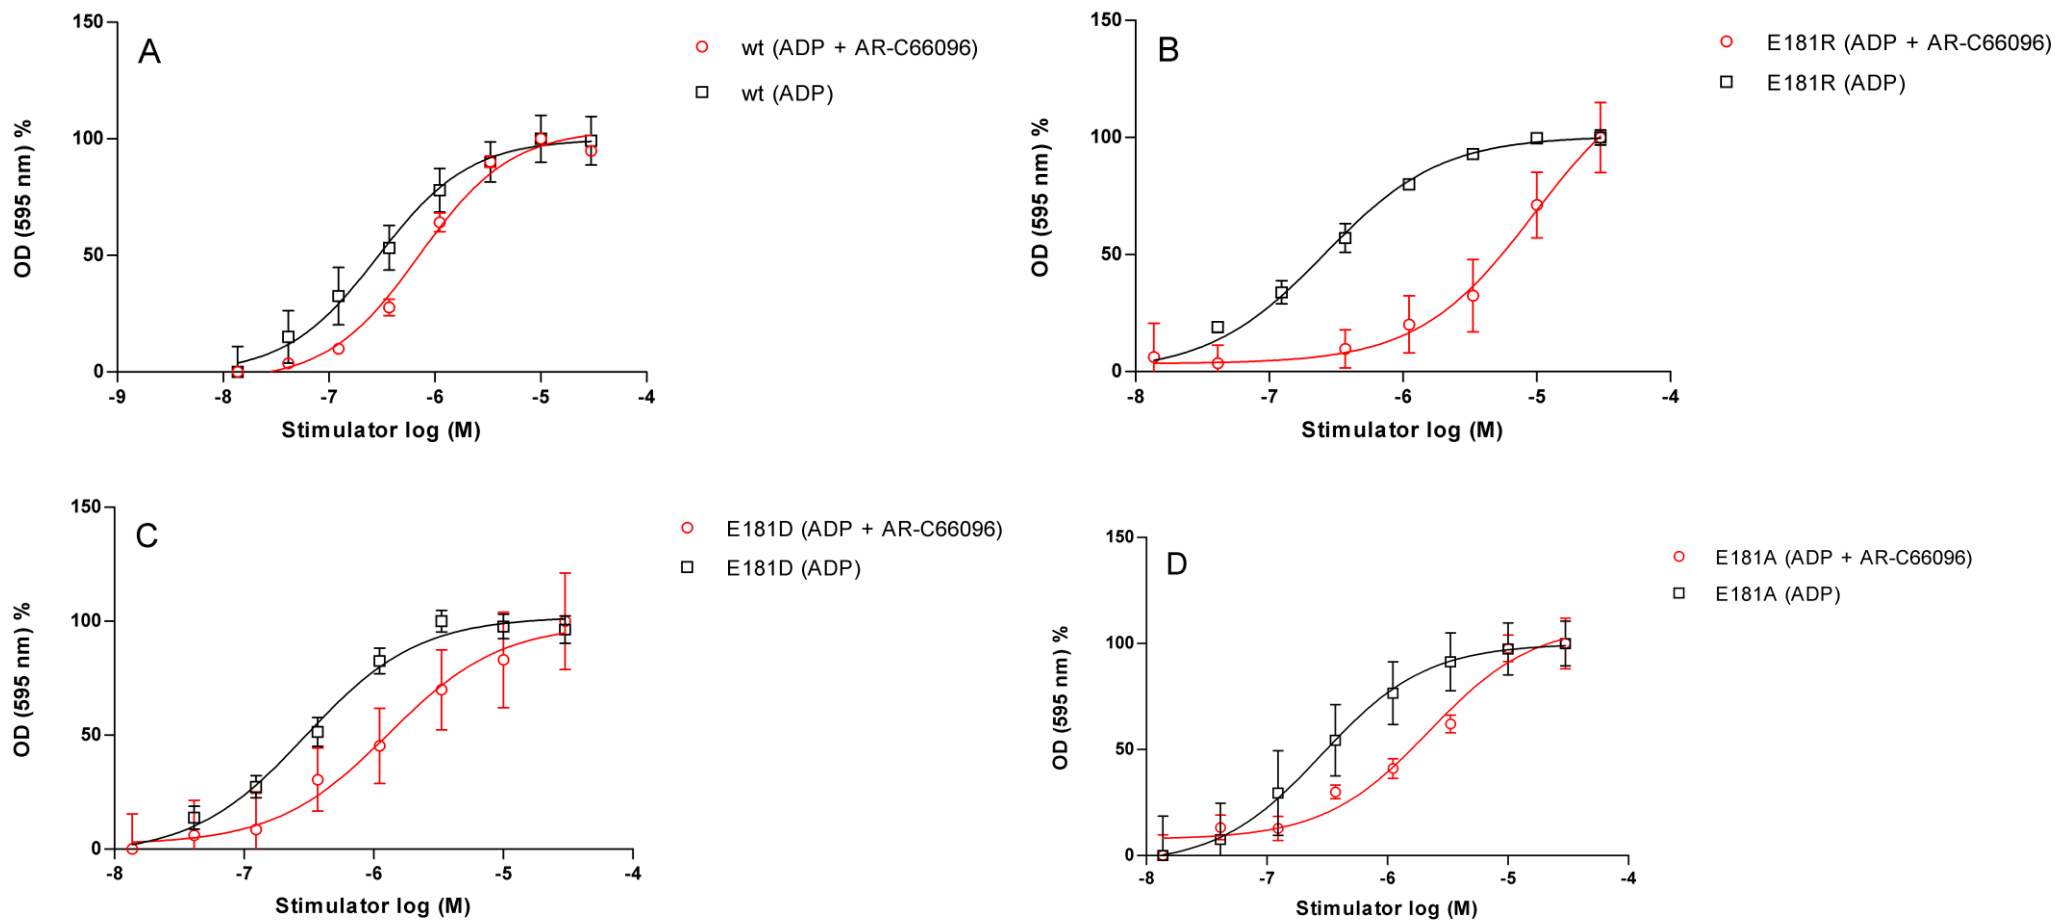 A
wt (ADP + AR-C66096)
wt (ADP)
OD (595 nm) %
150
100
50
0
-9 -8 -7 -6 -5 -4
Stimulator log (M)
B
E181R (ADP + AR-C66096)
E181R (ADP)
OD (595 nm) %
150
100
50
0
-8 -7 -6 -5 -4
Stimulator log (M)
C
E181D (ADP + AR-C66096)
E181D (ADP)
OD (595 nm) %
150
100
50
0
-8 -7 -6 -5 -4
Stimulator log (M)
D
E181A (ADP + AR-C66096)
E181A (ADP)
OD (595 nm) %
150
100
50
0
-8 -7 -6 -5 -4
Stimulator log (M)